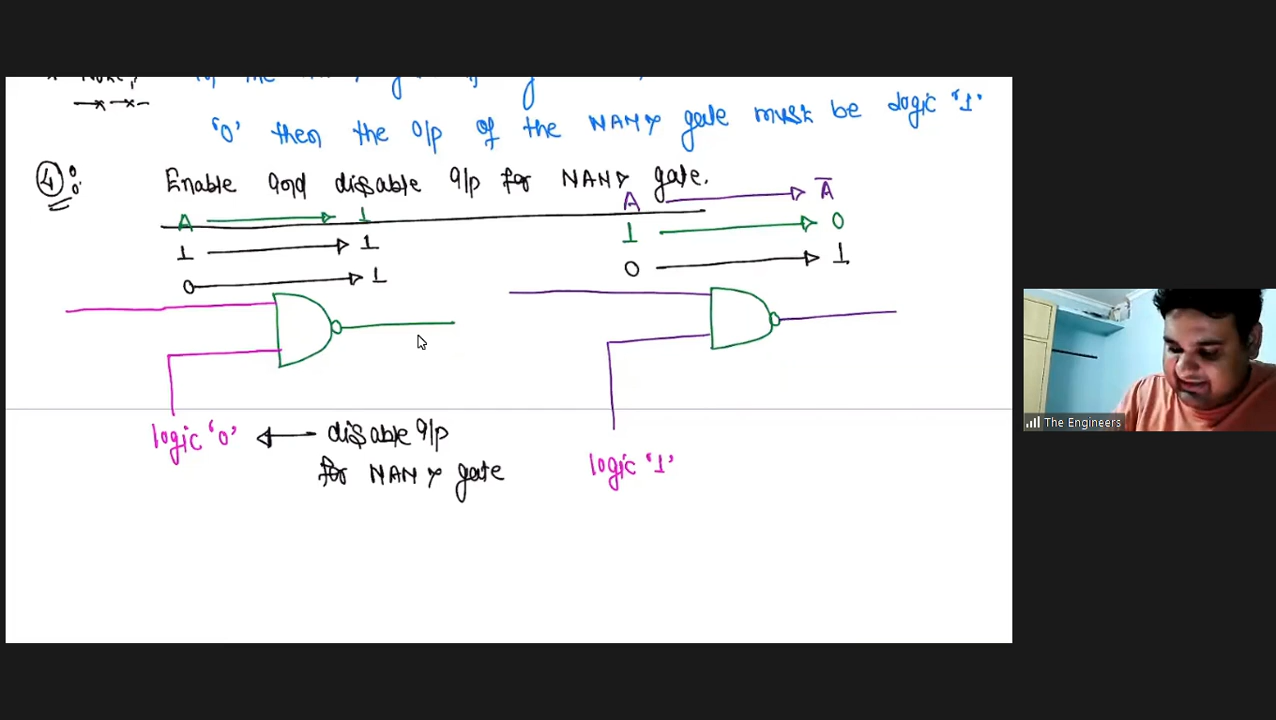 '0' then the O/p of the NAND gate must be logic '1'
④: Enable and disable I/p for NAND gate.
A → 1
1 → 1
0 → 1
A → Ā
1 → 0
0 → 1
logic '0' ← disable I/p
for NAND gate
logic '1'
The Engineers